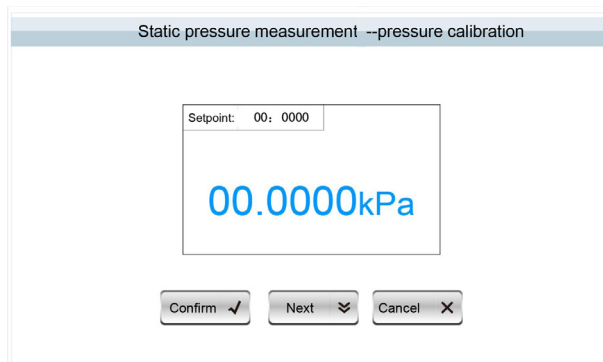 Static pressure measurement --pressure calibration
Setpoint: 00：0000
00.0000kPa
Confirm Next Cancel